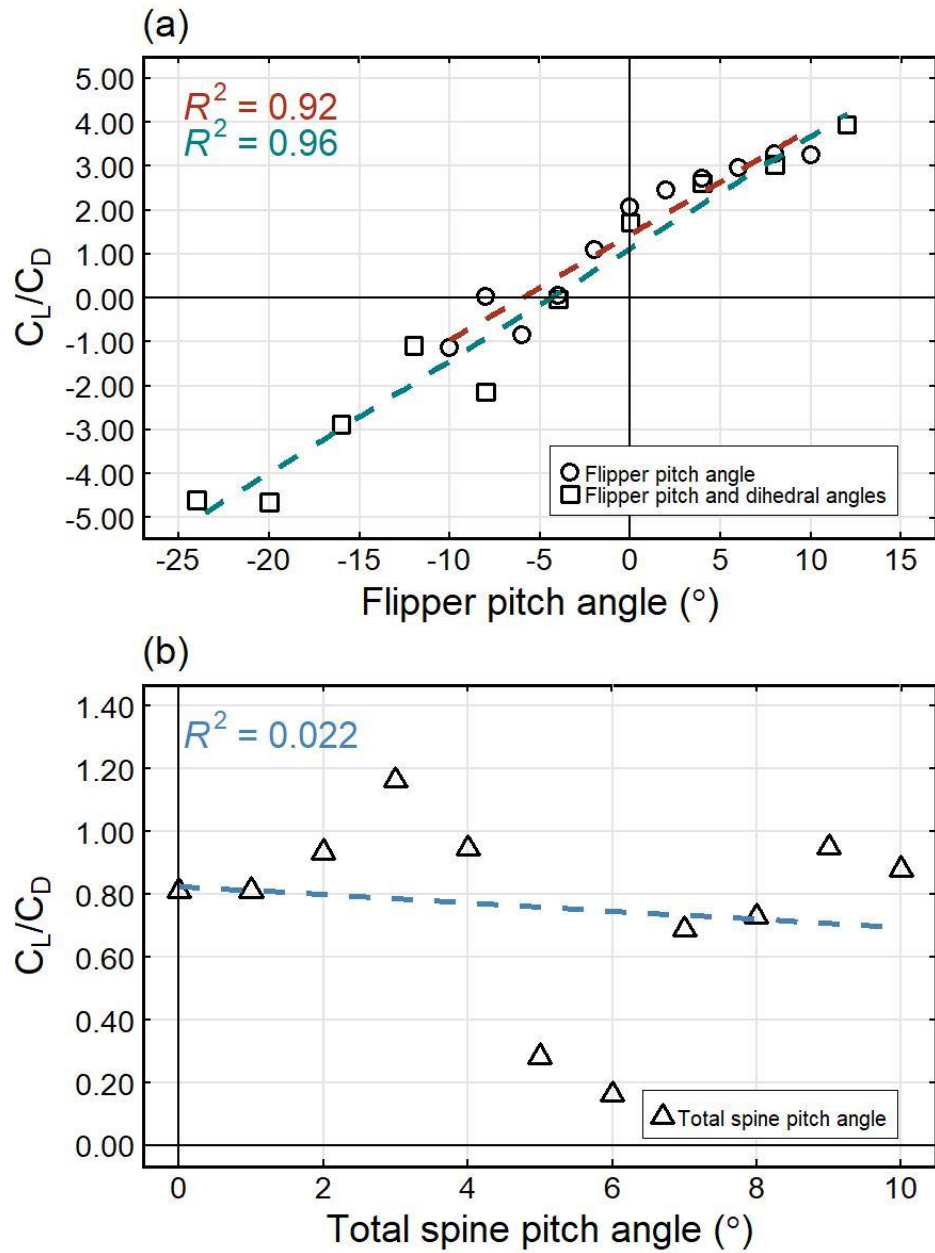 (a)
R² = 0.92
R² = 0.96
5.00
4.00
3.00
2.00
1.00
0.00
-1.00
-2.00
-3.00
-4.00
-5.00
C_L/C_D
Flipper pitch angle
Flipper pitch and dihedral angles
-25 -20 -15 -10 -5 0 5 10 15
Flipper pitch angle (°)
(b)
R² = 0.022
1.40
1.20
1.00
0.80
0.60
0.40
0.20
0.00
C_L/C_D
Total spine pitch angle
0 2 4 6 8 10
Total spine pitch angle (°)